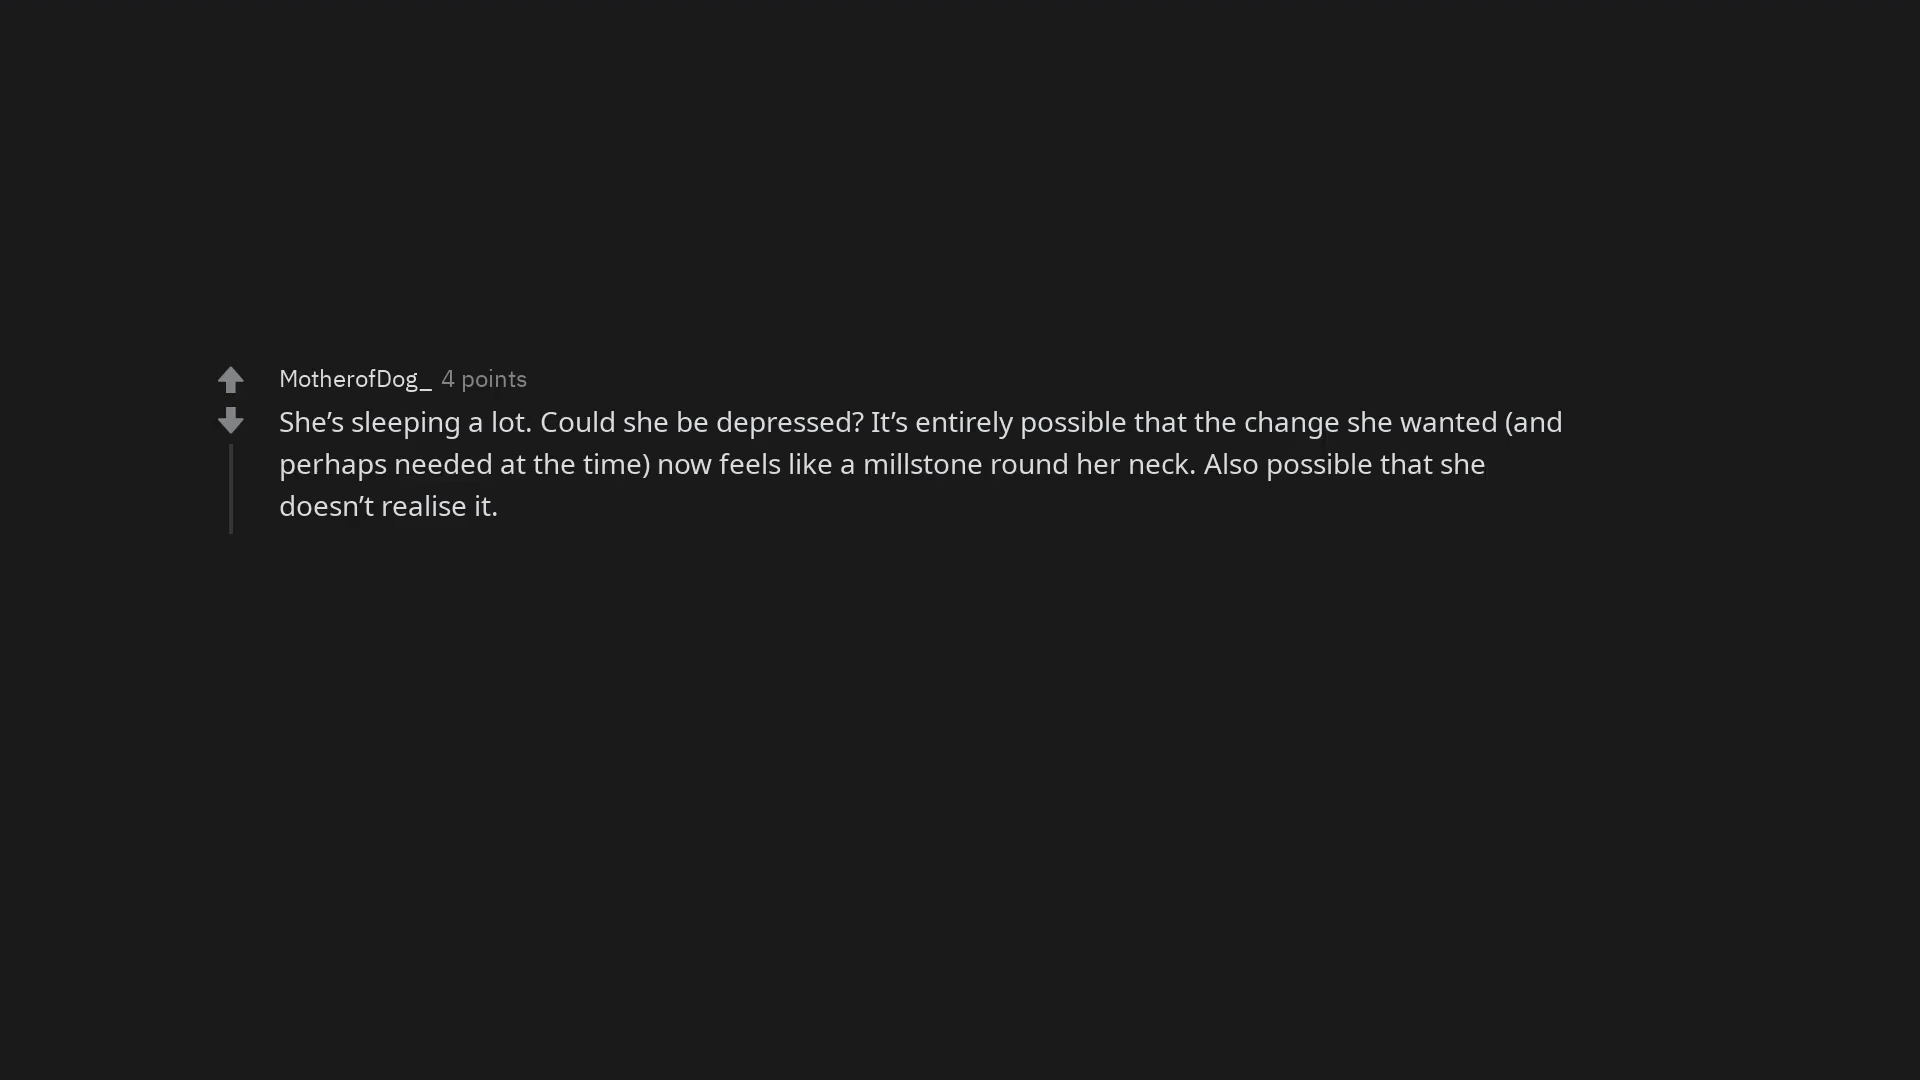 MotherofDog_ 4 points
She’s sleeping a lot. Could she be depressed? It’s entirely possible that the change she wanted (and
perhaps needed at the time) now feels like a millstone round her neck. Also possible that she
doesn’t realise it.